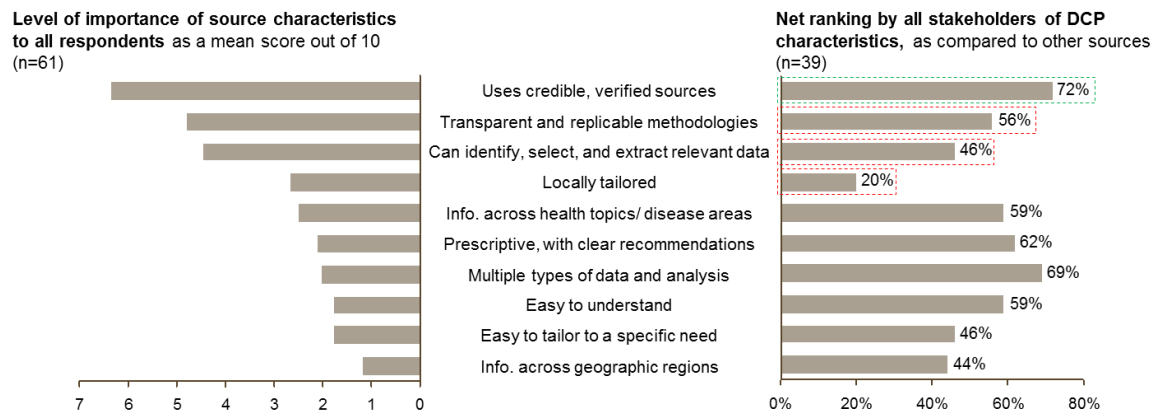 Level of importance of source characteristics
to all respondents as a mean score out of 10
(n=61)
Net ranking by all stakeholders of DCP
characteristics, as compared to other sources
(n=39)
Uses credible, verified sources
72%
Transparent and replicable methodologies
56%
Can identify, select, and extract relevant data
46%
Locally tailored
20%
Info. across health topics/ disease areas
59%
Prescriptive, with clear recommendations
62%
Multiple types of data and analysis
69%
Easy to understand
59%
Easy to tailor to a specific need
46%
Info. across geographic regions
44%
7 6 5 4 3 2 1 0
0% 20% 40% 60% 80%